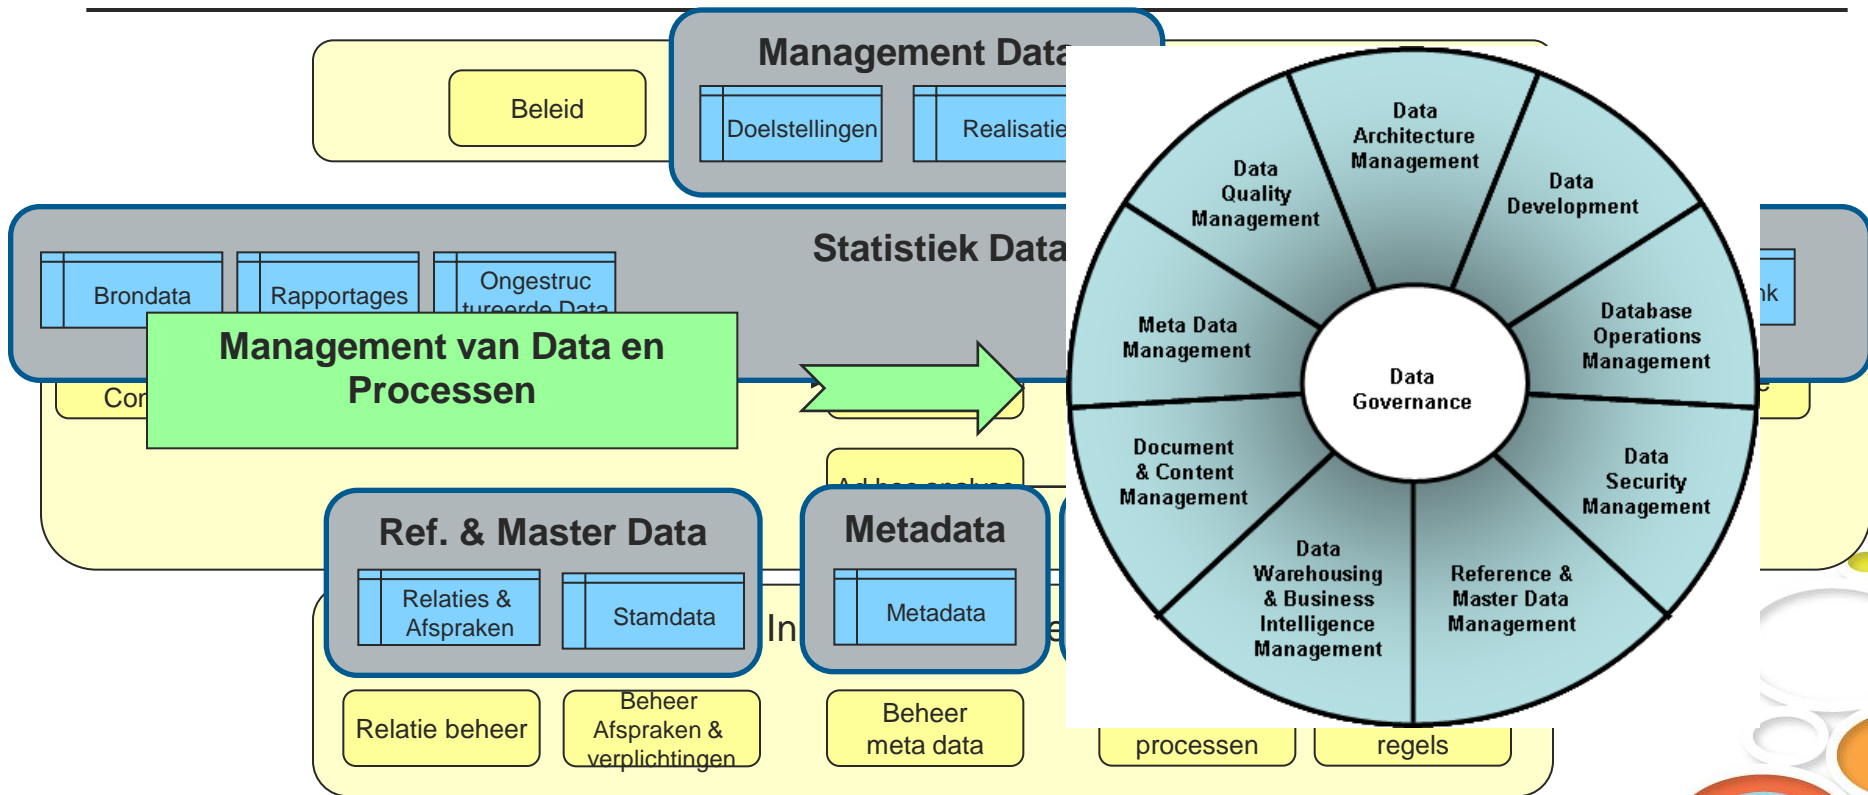 Management Data
Beleid
Doelstellingen
Realisatie
Statistiek Data
Brondata
Rapportages
Ongestruc
tureerde Data
nk
Management van Data en
Processen
Cor
Ad hoc analyse
Ref. & Master Data
Relaties &
Afspraken
Stamdata
Metadata
Metadata
In
Relatie beheer
Beheer
Afspraken &
verplichtingen
Beheer
meta data
processen
regels
Data
Architecture
Management
Data
Development
Database
Operations
Management
Data
Security
Management
Reference &
Master Data
Management
Data
Warehousing
& Business
Intelligence
Management
Document
& Content
Management
Meta Data
Management
Data
Quality
Management
Data
Governance